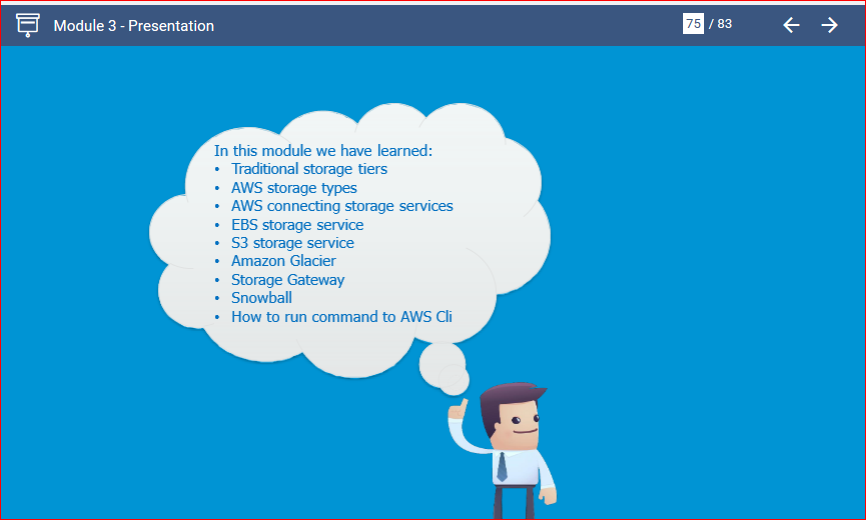 Module 3 - Presentation
75 / 83
In this module we have learned:
• Traditional storage tiers
• AWS storage types
• AWS connecting storage services
• EBS storage service
• S3 storage service
• Amazon Glacier
• Storage Gateway
• Snowball
• How to run command to AWS Cli